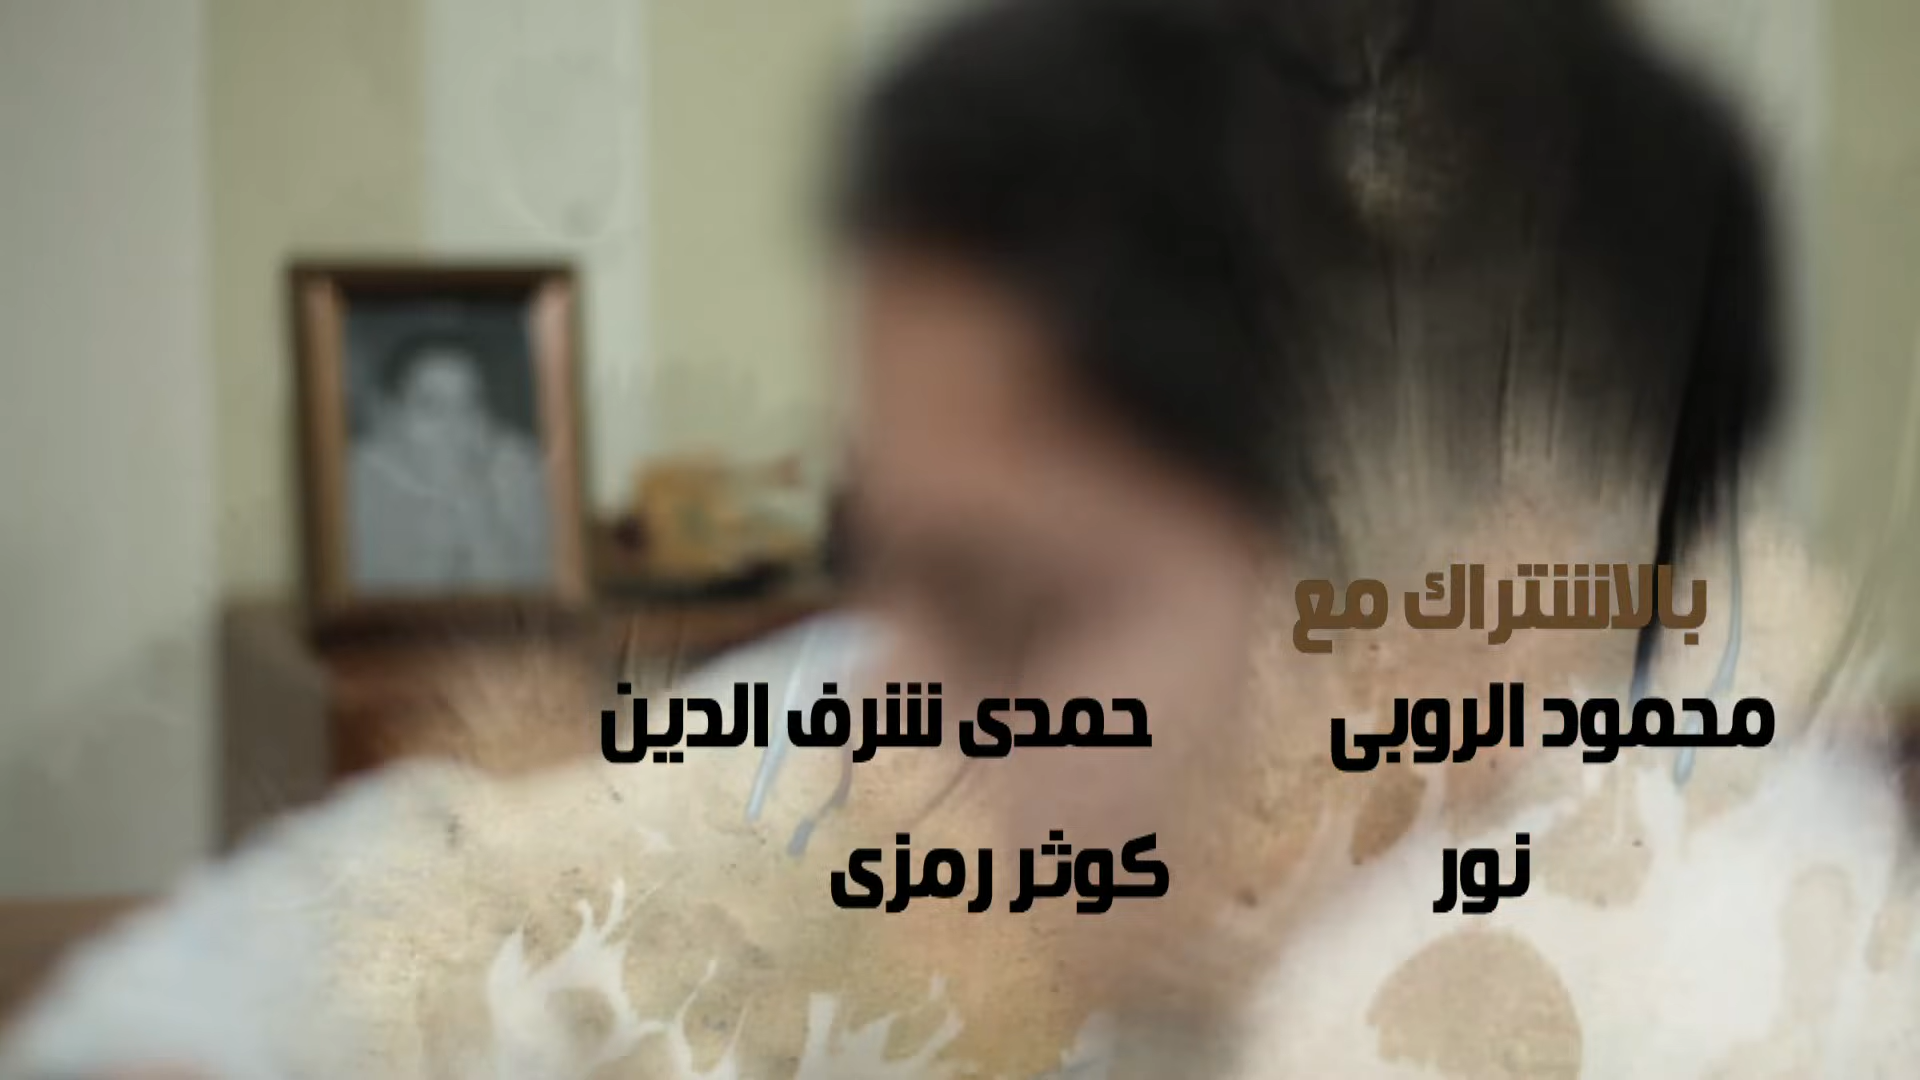 بالاشتراك مع
محمود الروبى حمدى شرف الدين
نور كوثر رمزى